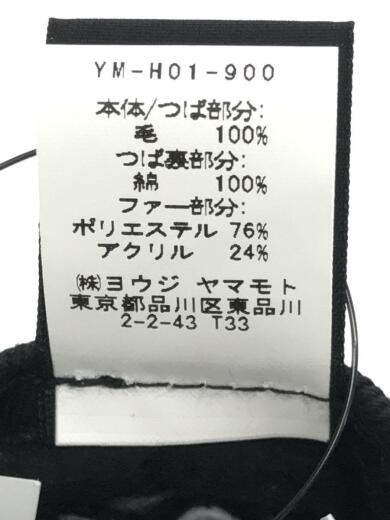 YM-H01-900
本体/つば部分:
毛 100%
つば裏部分:
綿 100%
ファー部分:
ポリエステル 76%
アクリル 24%
㈱ヨウジ ヤマモト
東京都品川区東品川
2-2-43 T33